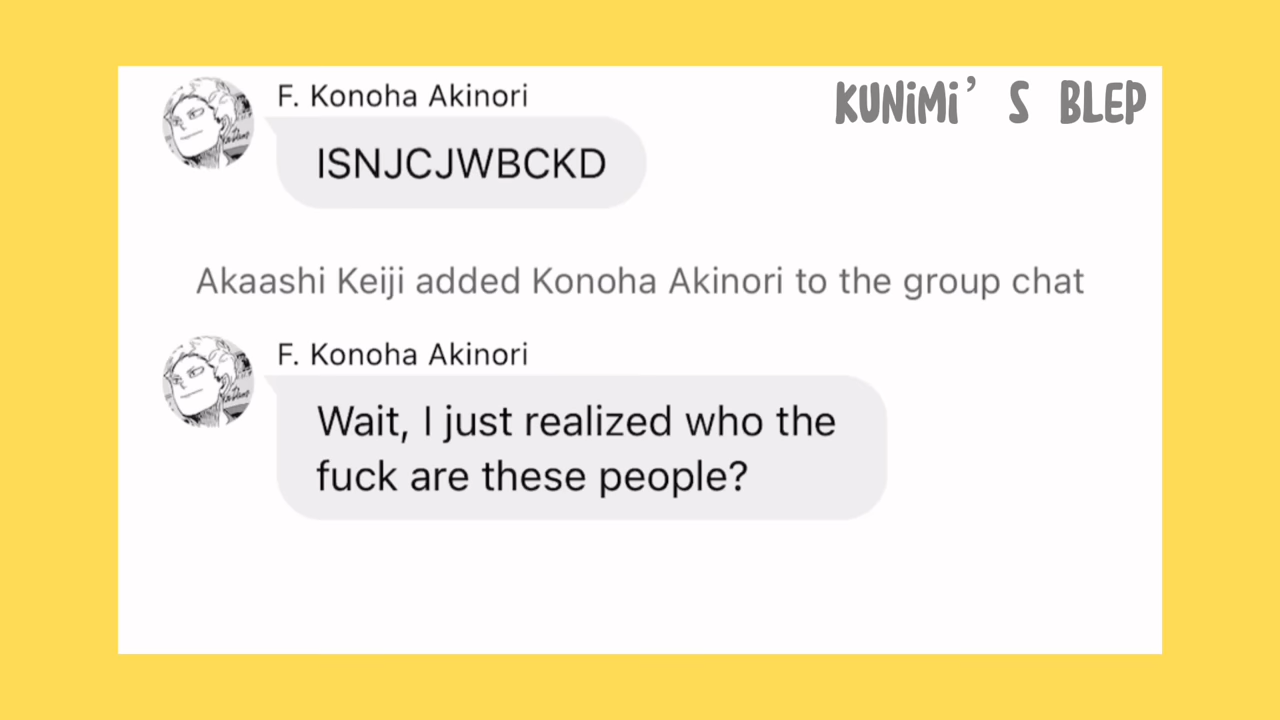 F. Konoha Akinori
KUNiMi' S BLEP
ISNJCJWBCKD
Akaashi Keiji added Konoha Akinori to the group chat
F. Konoha Akinori
Wait, I just realized who the
fuck are these people?